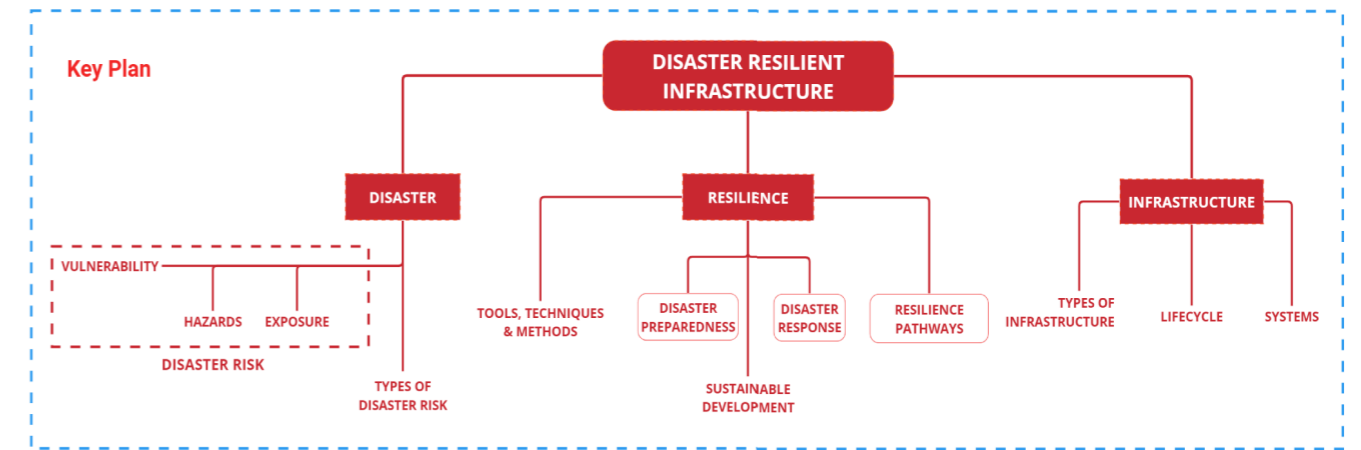 Key Plan
DISASTER RESILIENT
INFRASTRUCTURE
DISASTER
RESILIENCE
INFRASTRUCTURE
VULNERABILITY
HAZARDS
EXPOSURE
DISASTER RISK
TYPES OF
DISASTER RISK
TOOLS, TECHNIQUES
& METHODS
DISASTER
PREPAREDNESS
DISASTER
RESPONSE
RESILIENCE
PATHWAYS
SUSTAINABLE
DEVELOPMENT
TYPES OF
INFRASTRUCTURE
LIFECYCLE
SYSTEMS